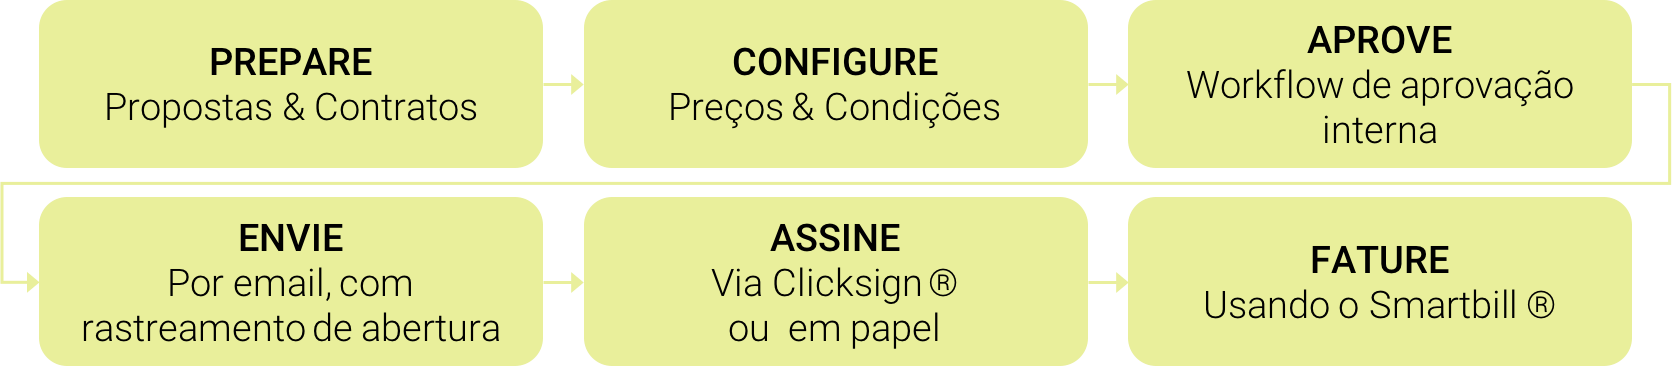 PREPARE
Propostas & Contratos
CONFIGURE
Preços & Condições
APROVE
Workflow de aprovação
interna
ENVIE
Por email, com
rastreamento de abertura
ASSINE
Via Clicksign ®
ou  em papel
FATURE
Usando o Smartbill ®